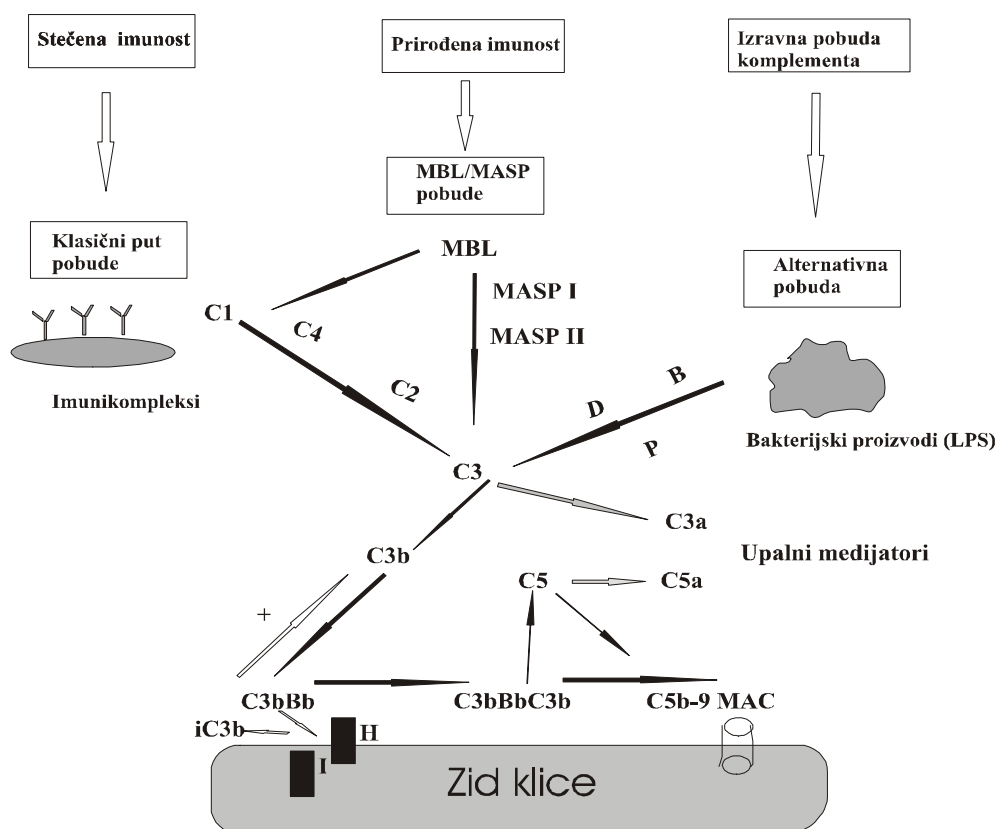 Stečena imunost
Prirođena imunost
Izravna pobuda
komplementa
MBL/MASP
pobude
Klasični put
pobude
Alternativna
pobuda
MBL
C1
C4
C2
MASP I
MASP II
B
D
P
Imunikompleksi
Bakterijski proizvodi (LPS)
C3
C3a
Upalni medijatori
C3b
C5
C5a
+
C3bBb
C3bBbC3b
C5b-9 MAC
iC3b
H
I
Zid klice